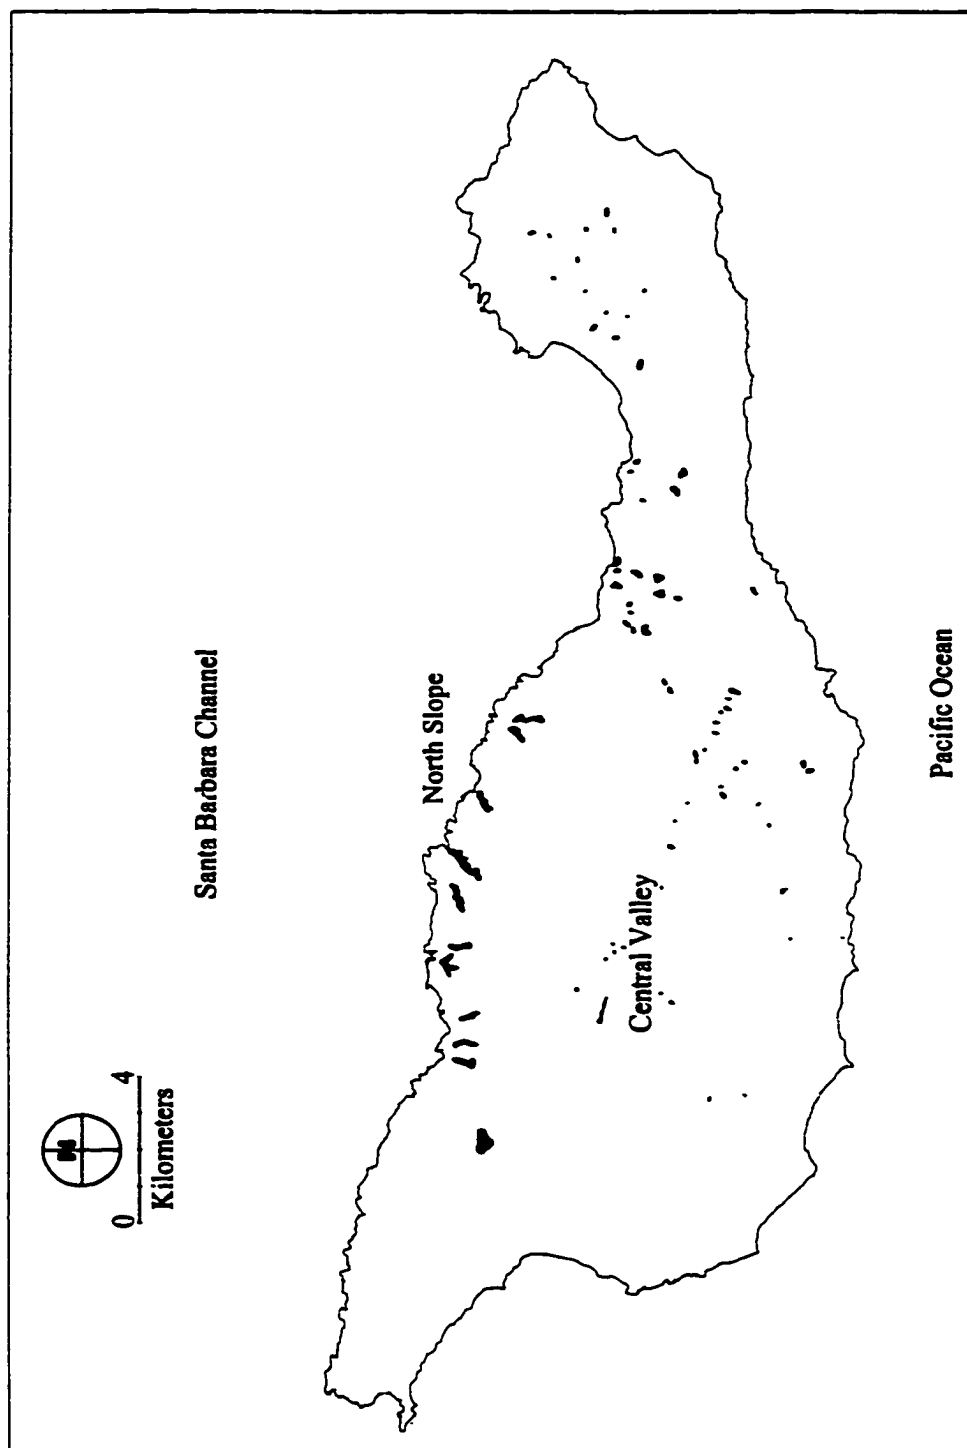 Santa Barbara Channel
North Slope
0 4
Kilometers
Central Valley
Pacific Ocean